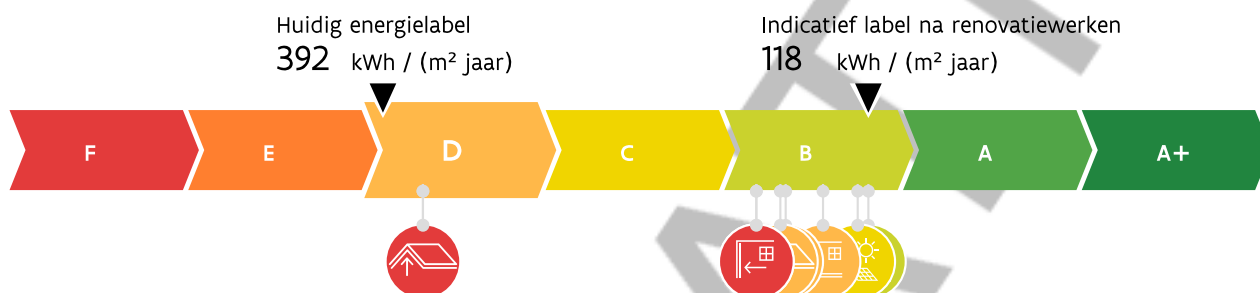 Huidig energielabel
392 kWh / (m² jaar)
Indicatief label na renovatiewerken
118 kWh / (m² jaar)
F E D C B A A+